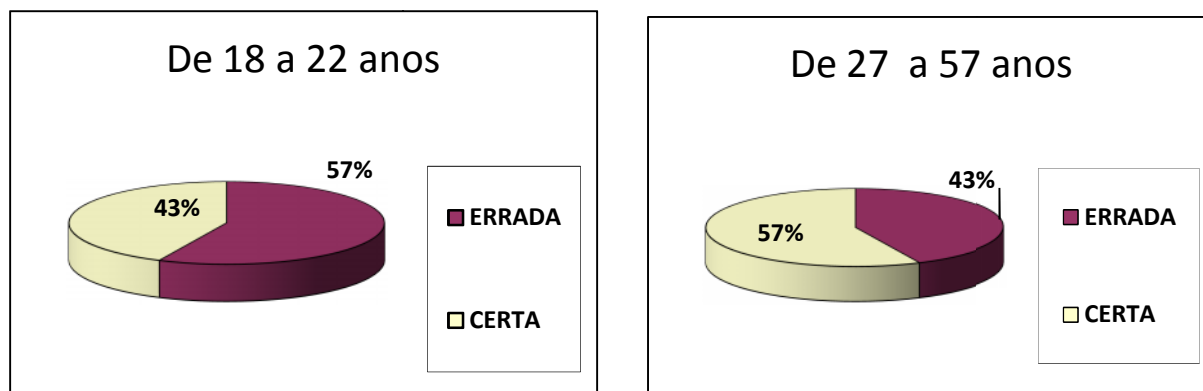 De 18 a 22 anos
57%
43%
ERRADA
CERTA
De 27 a 57 anos
43%
57%
ERRADA
CERTA